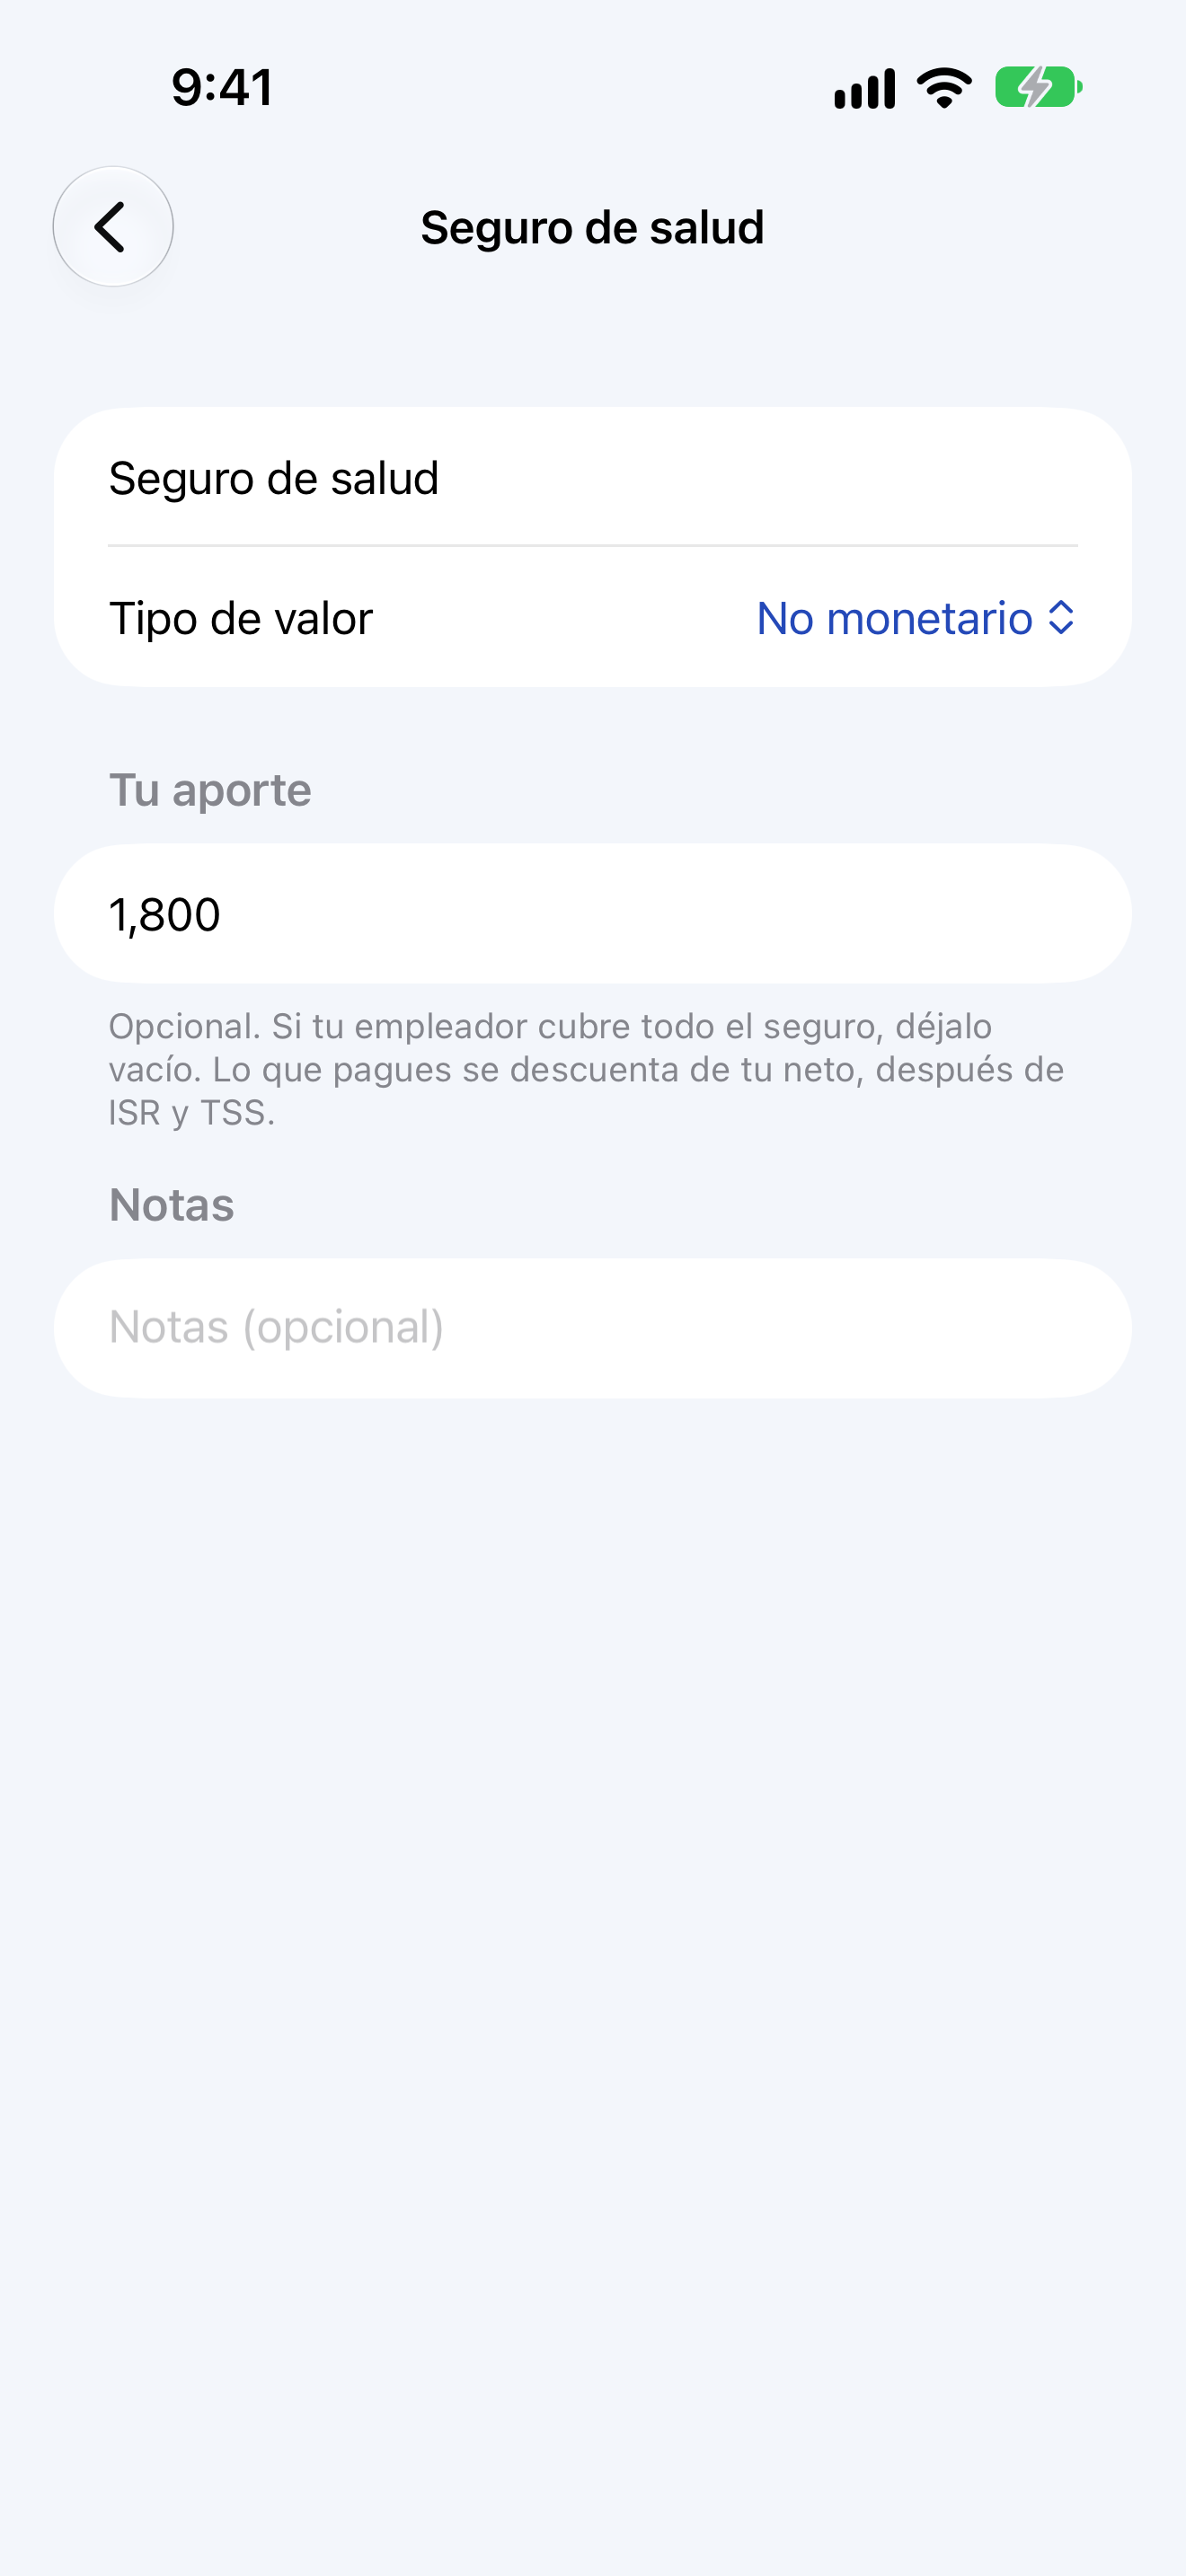 9:41
Seguro de salud
Seguro de salud
Tipo de valor No monetario
Tu aporte
1,800
Opcional. Si tu empleador cubre todo el seguro, déjalo
vacío. Lo que pagues se descuenta de tu neto, después de
ISR y TSS.
Notas
Notas (opcional)